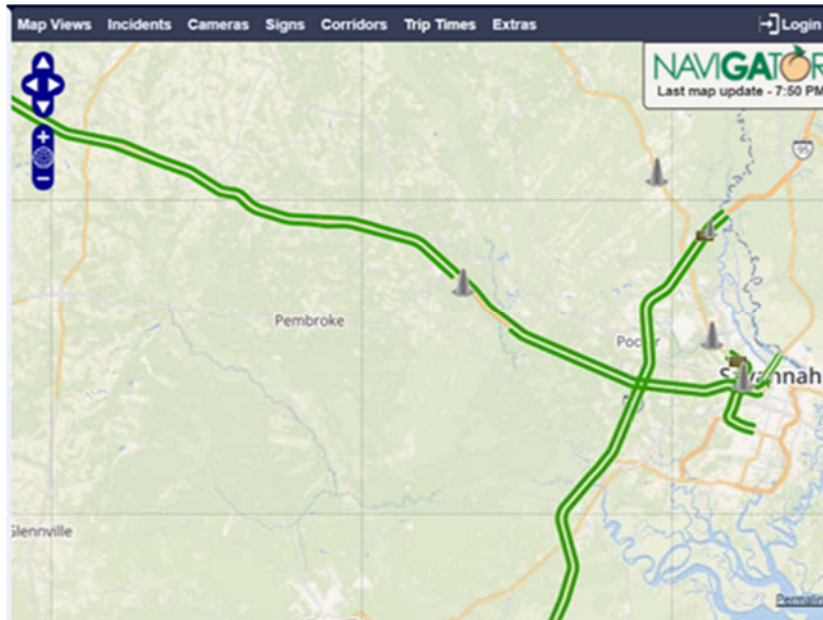 Map Views Incidents Cameras Signs Corridors Trip Times Extras Login
NAVIGATOR
Last map update - 7:50 PM
95
Pembroke
Savannah
Glennville